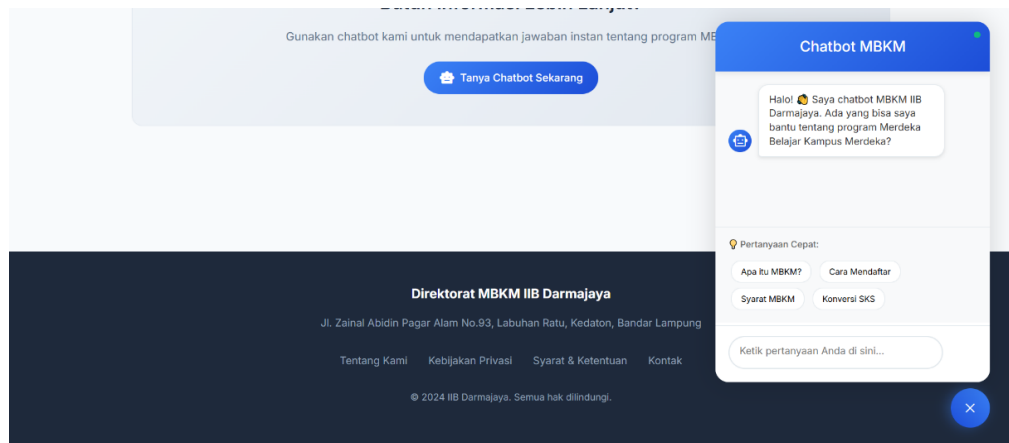 Butuh Informasi Lebih Lanjut?
Gunakan chatbot kami untuk mendapatkan jawaban instan tentang program
Tanya Chatbot Sekarang
Chatbot MBKM
Halo! Saya chatbot MBKM IIB
Darmajaya. Ada yang bisa saya
bantu tentang program Merdeka
Belajar Kampus Merdeka?
Pertanyaan Cepat:
Apa Itu MBKM?
Cara Mendaftar
Syarat MBKM
Konversi SKS
Ketik pertanyaan Anda di sini...
Direktorat MBKM IIB Darmajaya
Jl. Zainal Abidin Pagar Alam No.93, Labuhan Ratu, Kedaton, Bandar Lampung
Tentang Kami Kebijakan Privasi Syarat & Ketentuan Kontak
© 2024 IIB Darmajaya. Semua hak dilindungi.